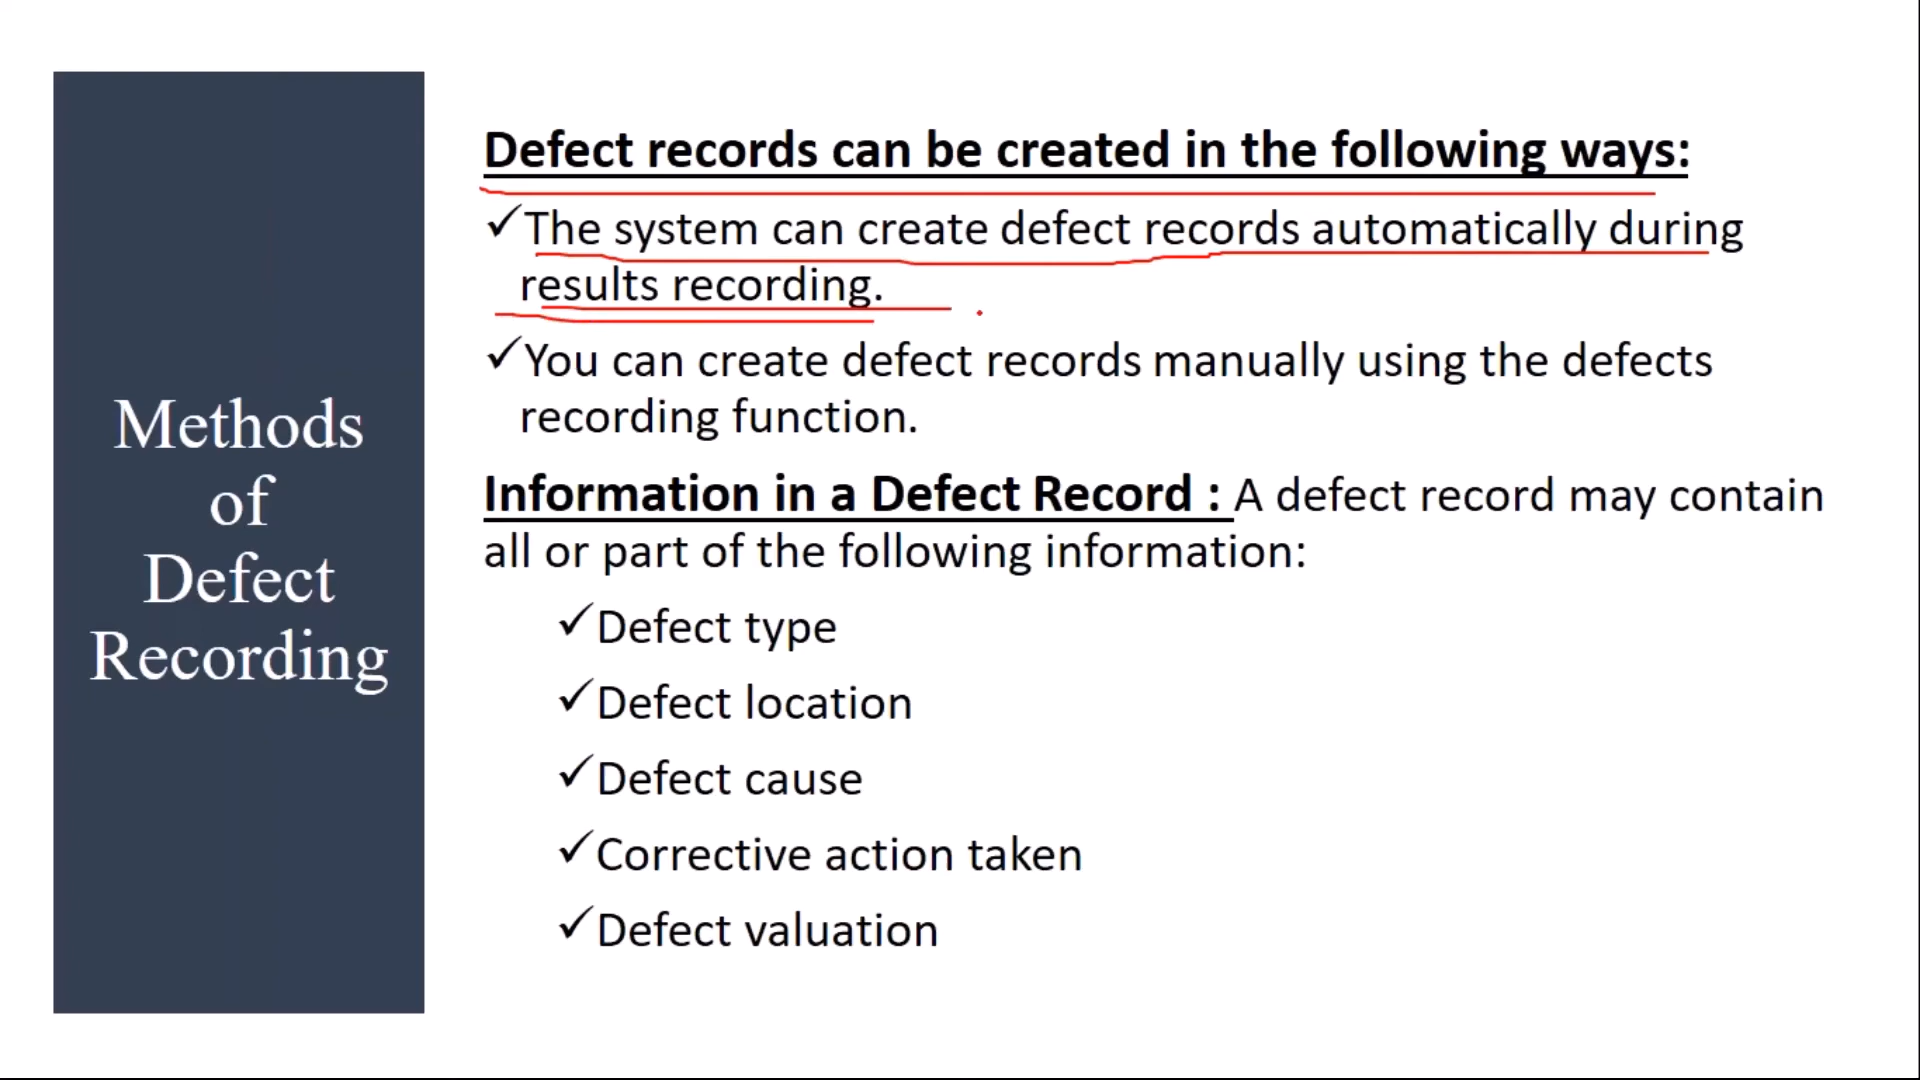 Methods
of
Defect
Recording
Defect records can be created in the following ways:
✓The system can create defect records automatically during
results recording.
✓You can create defect records manually using the defects
recording function.
Information in a Defect Record : A defect record may contain
all or part of the following information:
✓Defect type
✓Defect location
✓Defect cause
✓Corrective action taken
✓Defect valuation